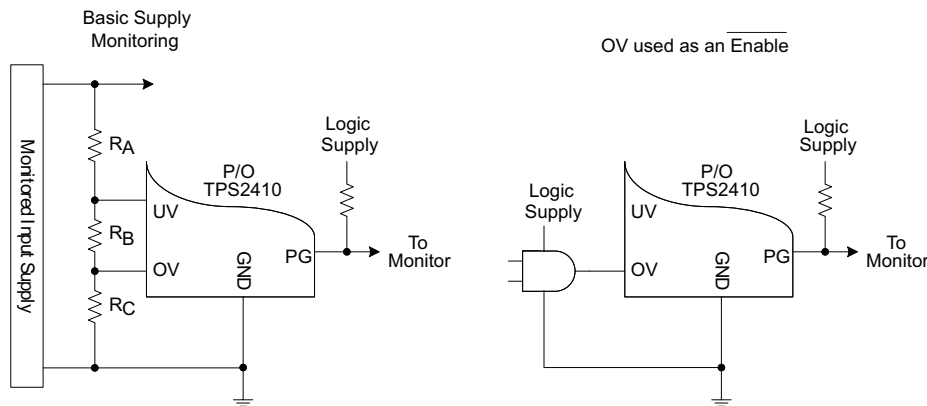 Basic Supply
Monitoring
Monitored Input Supply
RA
RB
RC
P/O
TPS2410
UV
OV
GND
PG
Logic
Supply
To
Monitor
OV used as an Enable
Logic
Supply
P/O
TPS2410
UV
OV
GND
PG
Logic
Supply
To
Monitor